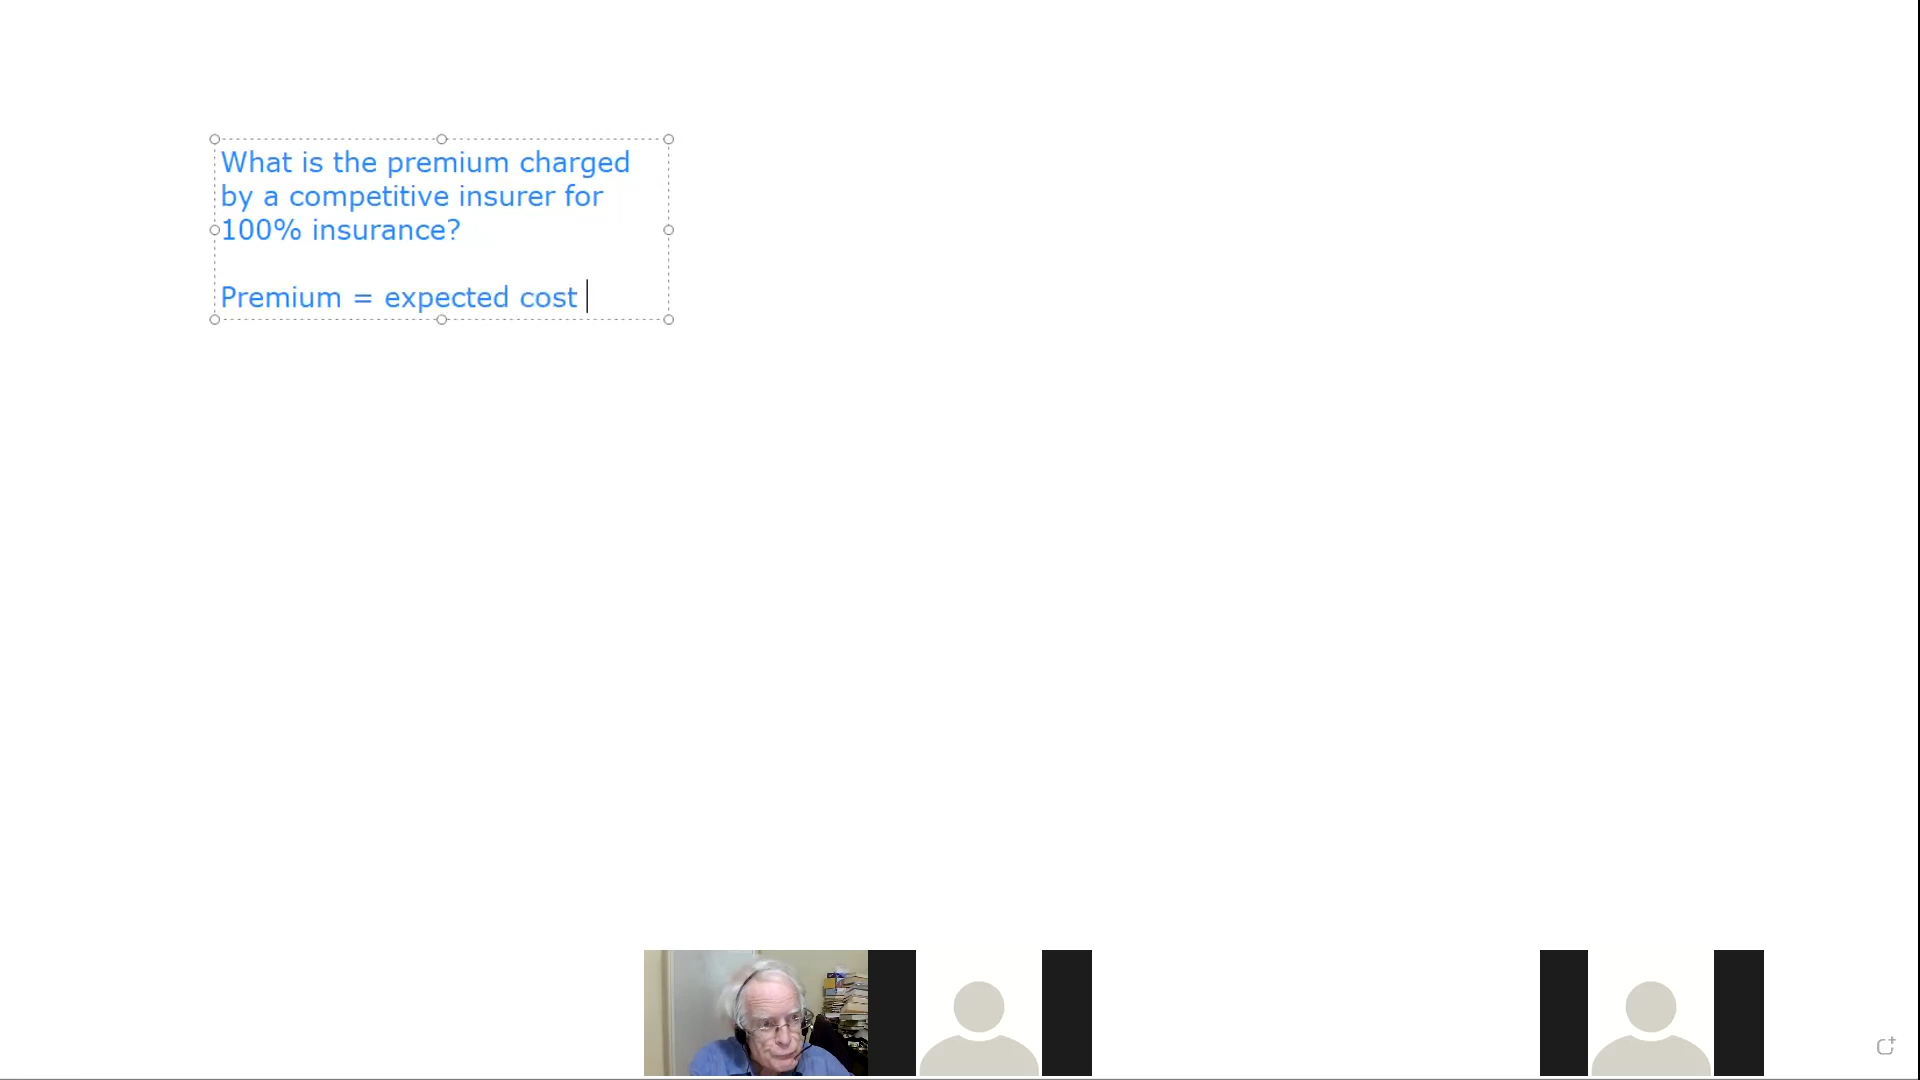 What is the premium charged
by a competitive insurer for
100% insurance?
Premium = expected cost